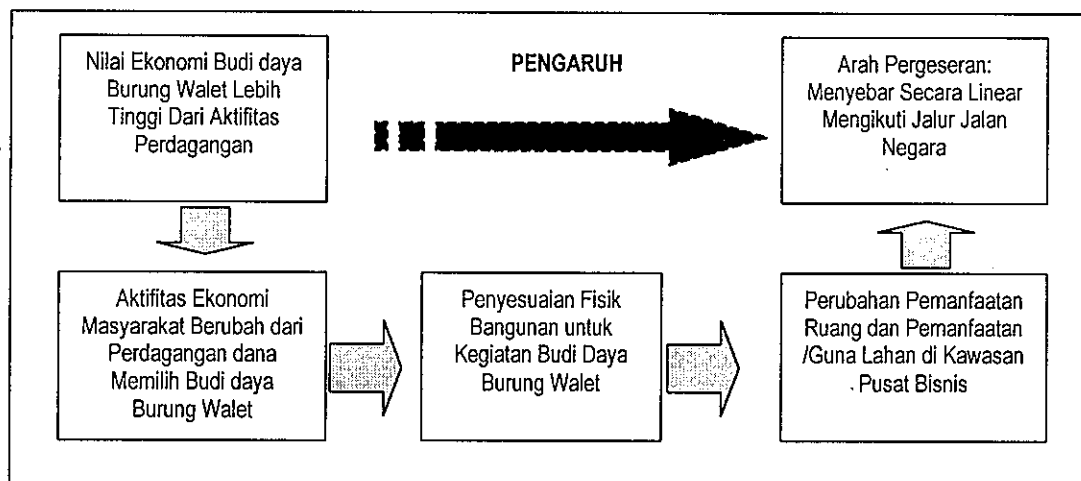 Nilai Ekonomi Budi daya
Burung Walet Lebih
Tinggi Dari Aktifitas
Perdagangan
PENGARUH
Arah Pergeseran:
Menyebar Secara Linear
Mengikuti Jalur Jalan
Negara
Aktifitas Ekonomi
Masyarakat Berubah dari
Perdagangan dana
Memilih Budi daya
Burung Walet
Penyesuaian Fisik
Bangunan untuk
Kegiatan Budi Daya
Burung Walet
Perubahan Pemanfaatan
Ruang dan Pemanfaatan
/Guna Lahan di Kawasan
Pusat Bisnis